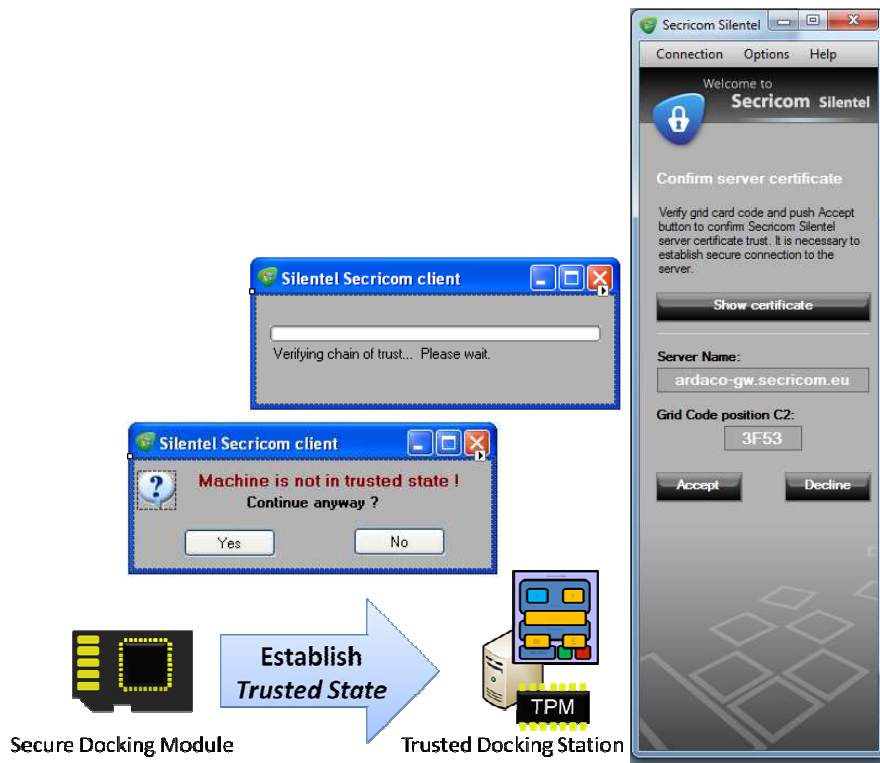 Secricom Silentel
Connection Options Help
Welcome to
Secricom Silentel
Confirm server certificate
Verify grid card code and push Accept
button to confirm Secricom Silentel
server certificate trust. It is necessary to
establish secure connection to the
server.
Show certificate
Server Name:
ardaco-gw.secricom.eu
Grid Code position C2:
3F53
Accept Decline
Silentel Secricom client
Verifying chain of trust... Please wait.
Silentel Secricom client
Machine is not in trusted state !
Continue anyway ?
Yes No
Establish
Trusted State
TPM
Secure Docking Module
Trusted Docking Station